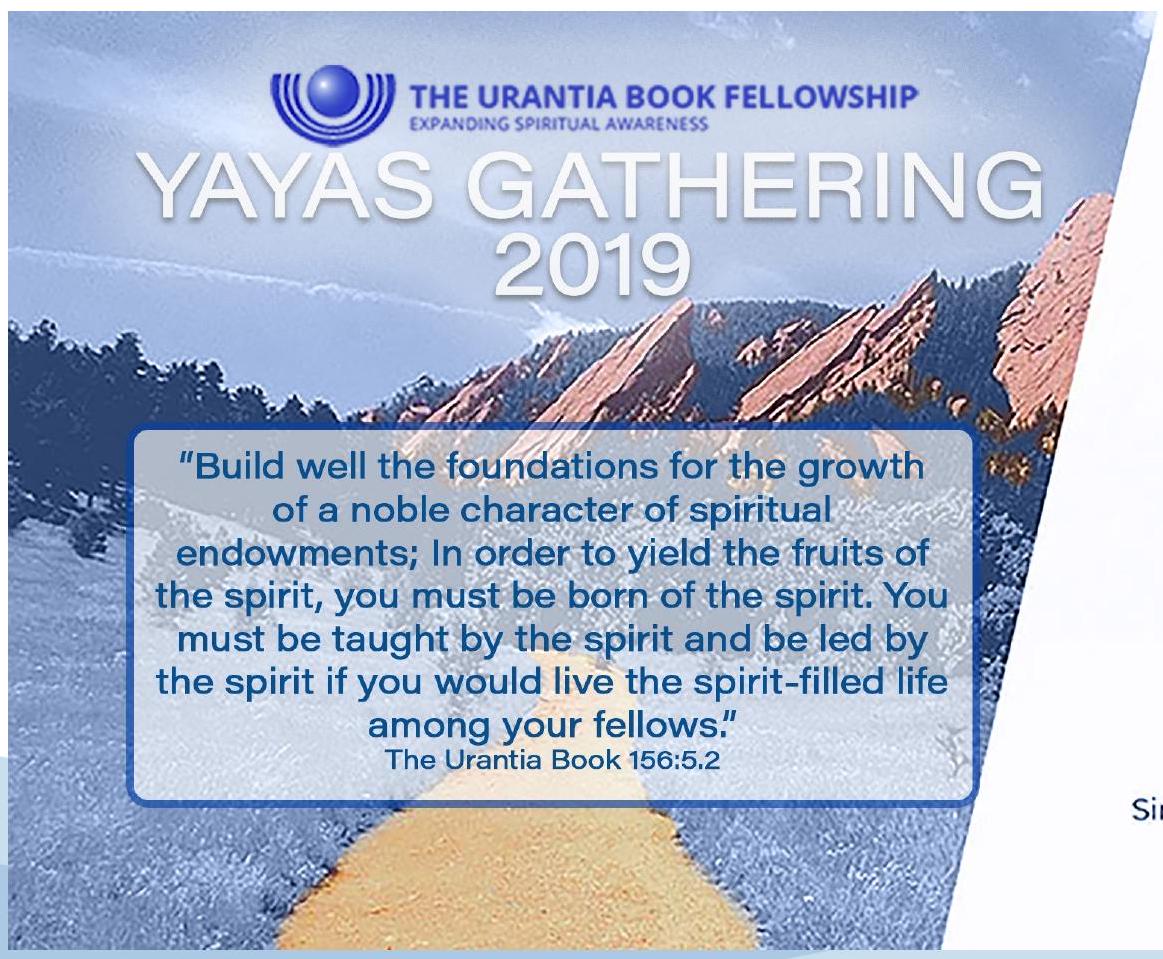 THE URANTIA BOOK FELLOWSHIP
EXPANDING SPIRITUAL AWARENESS
YAYAS GATHERING
2019
"Build well the foundations for the growth
of a noble character of spiritual
endowments; In order to yield the fruits of
the spirit, you must be born of the spirit. You
must be taught by the spirit and be led by
the spirit if you would live the spirit-filled life
among your fellows."
The Urantia Book 156:5.2